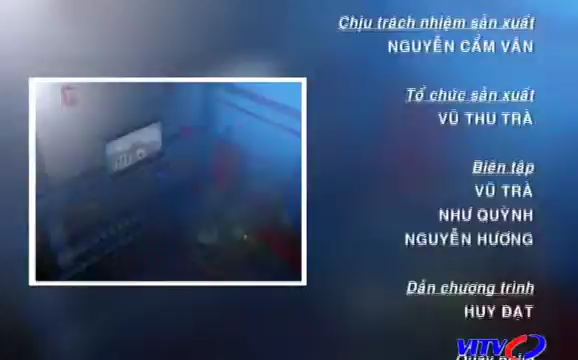 Chịu trách nhiệm sản xuất
NGUYỄN CẨM VÂN
Tổ chức sản xuất
VŨ THU TRÀ
Biên tập
VŨ TRÀ
NHƯ QUỲNH
NGUYỄN HƯƠNG
Dẫn chương trình
HUY ĐẠT
VITV